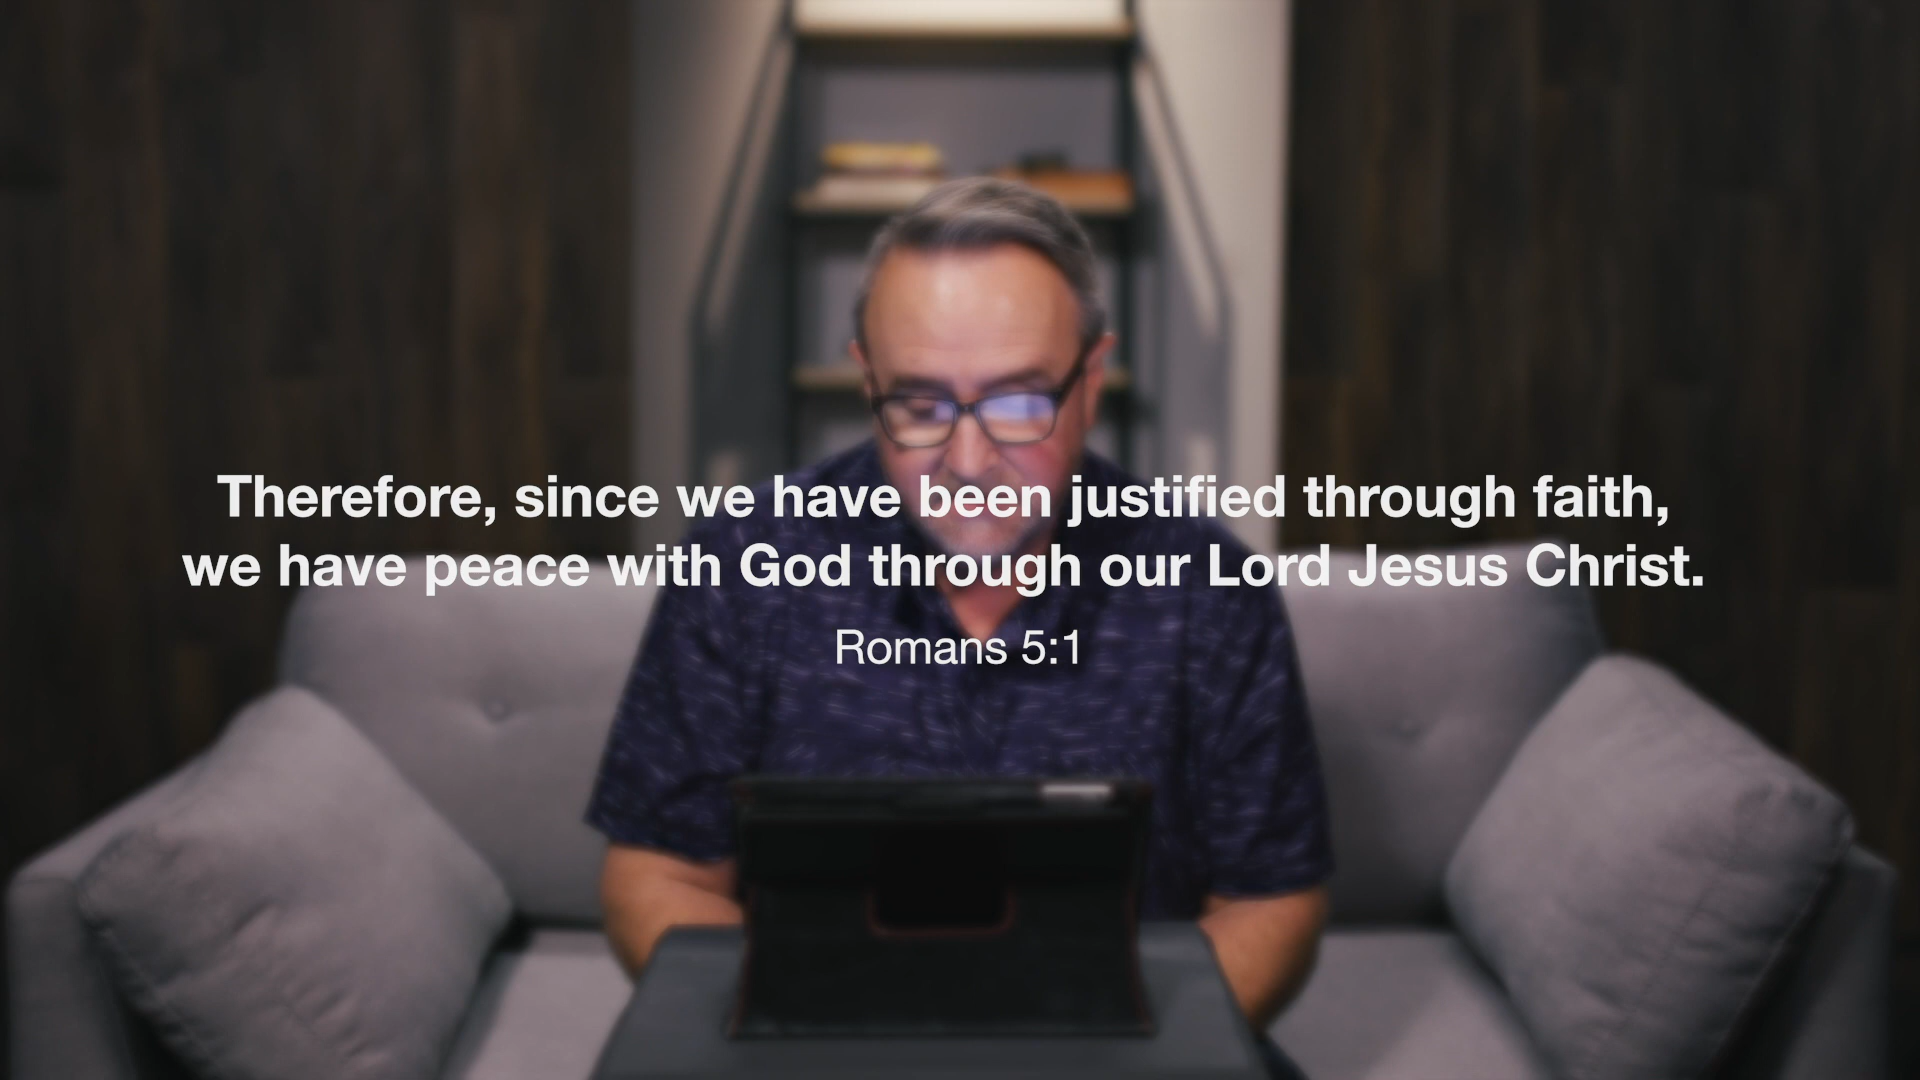 Therefore, since we have been justified through faith,
we have peace with God through our Lord Jesus Christ.
Romans 5:1